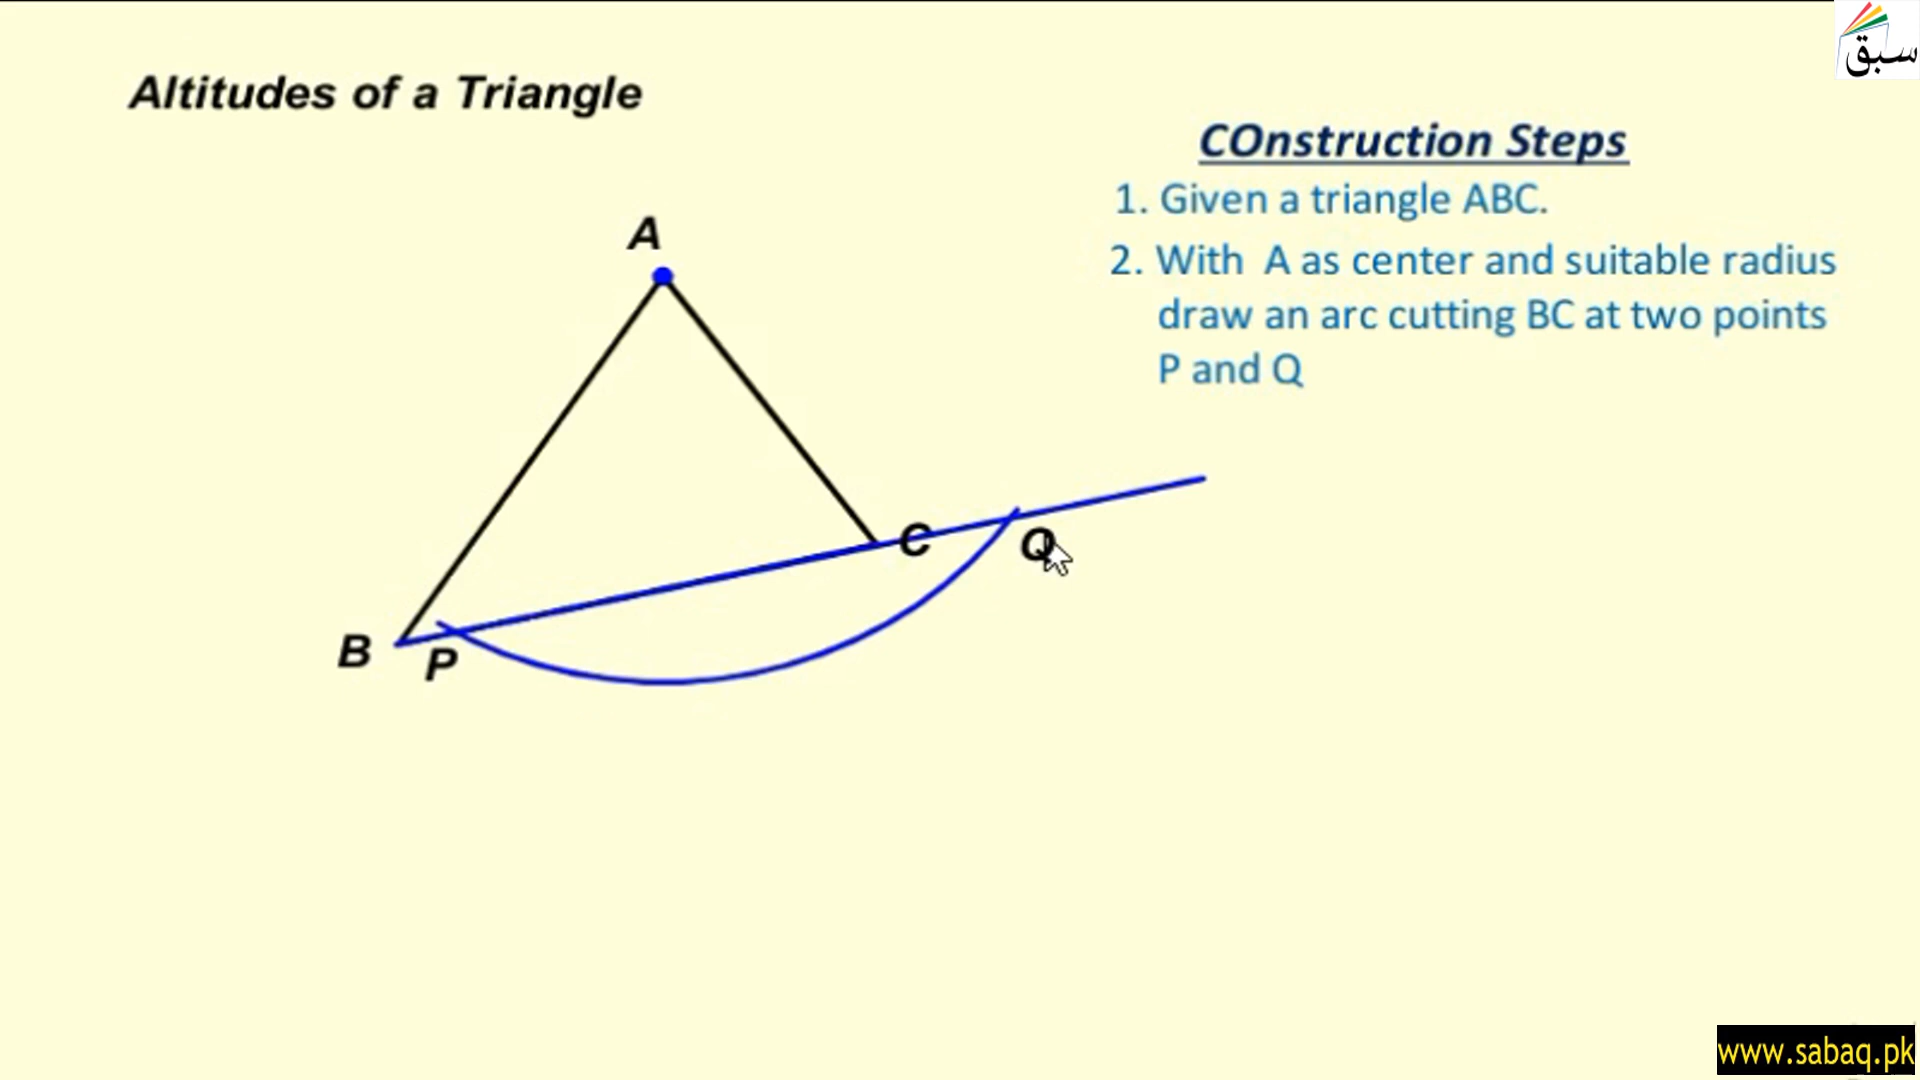 سبق
Altitudes of a Triangle
COnstruction Steps
1. Given a triangle ABC.
2. With A as center and suitable radius
draw an arc cutting BC at two points
P and Q
A
C
Q
B
P
www.sabaq.pk